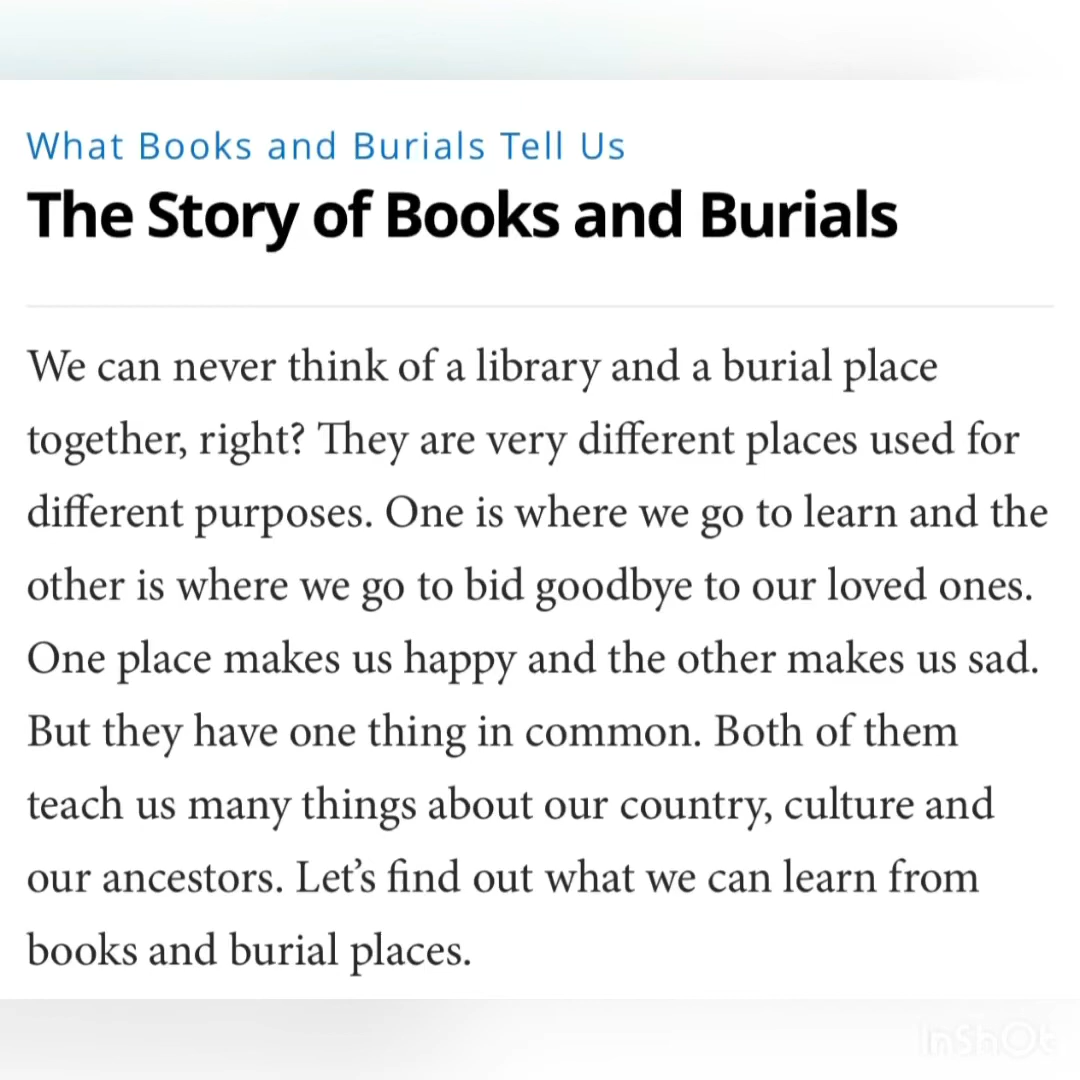 What Books and Burials Tell Us
The Story of Books and Burials
We can never think of a library and a burial place
together, right? They are very different places used for
different purposes. One is where we go to learn and the
other is where we go to bid goodbye to our loved ones.
One place makes us happy and the other makes us sad.
But they have one thing in common. Both of them
teach us many things about our country, culture and
our ancestors. Let’s find out what we can learn from
books and burial places.
InShOt